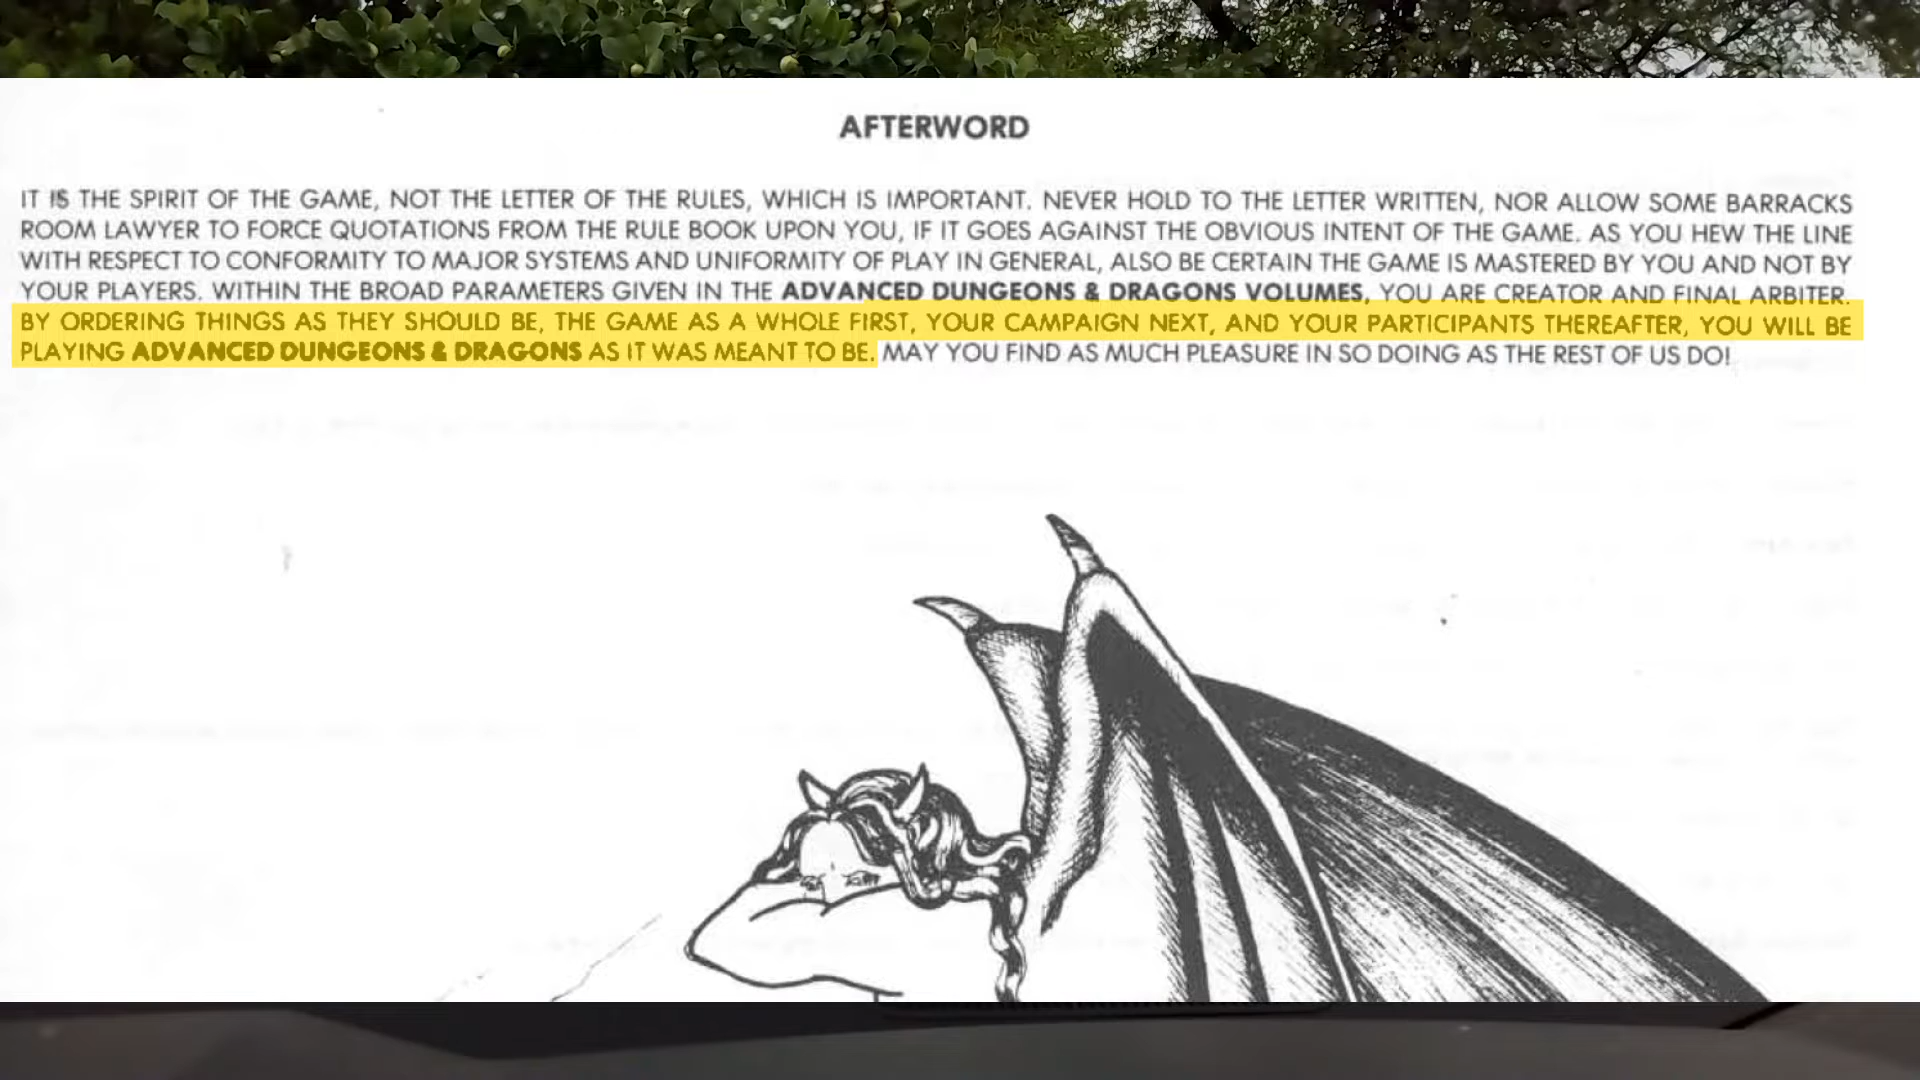 AFTERWORD
IT IS THE SPIRIT OF THE GAME, NOT THE LETTER OF THE RULES, WHICH IS IMPORTANT. NEVER HOLD TO THE LETTER WRITTEN, NOR ALLOW SOME BARRACKS
ROOM LAWYER TO FORCE QUOTATIONS FROM THE RULE BOOK UPON YOU, IF IT GOES AGAINST THE OBVIOUS INTENT OF THE GAME. AS YOU HEW THE LINE
WITH RESPECT TO CONFORMITY TO MAJOR SYSTEMS AND UNIFORMITY OF PLAY IN GENERAL, ALSO BE CERTAIN THE GAME IS MASTERED BY YOU AND NOT BY
YOUR PLAYERS. WITHIN THE BROAD PARAMETERS GIVEN IN THE ADVANCED DUNGEONS & DRAGONS VOLUMES, YOU ARE CREATOR AND FINAL ARBITER.
BY ORDERING THINGS AS THEY SHOULD BE, THE GAME AS A WHOLE FIRST, YOUR CAMPAIGN NEXT, AND YOUR PARTICIPANTS THEREAFTER, YOU WILL BE
PLAYING ADVANCED DUNGEONS & DRAGONS AS IT WAS MEANT TO BE. MAY YOU FIND AS MUCH PLEASURE IN SO DOING AS THE REST OF US DO!